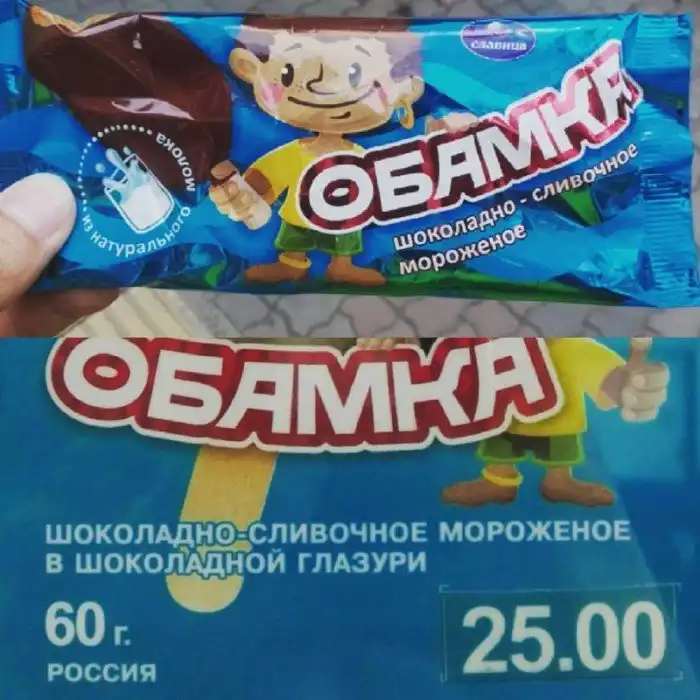 славица
ОБАМКА
шоколадно - сливочное
мороженое
из натурального молока
ОБАМКА
ШОКОЛАДНО-СЛИВОЧНОЕ МОРОЖЕНОЕ
В ШОКОЛАДНОЙ ГЛАЗУРИ
60 г.
25.00
РОССИЯ